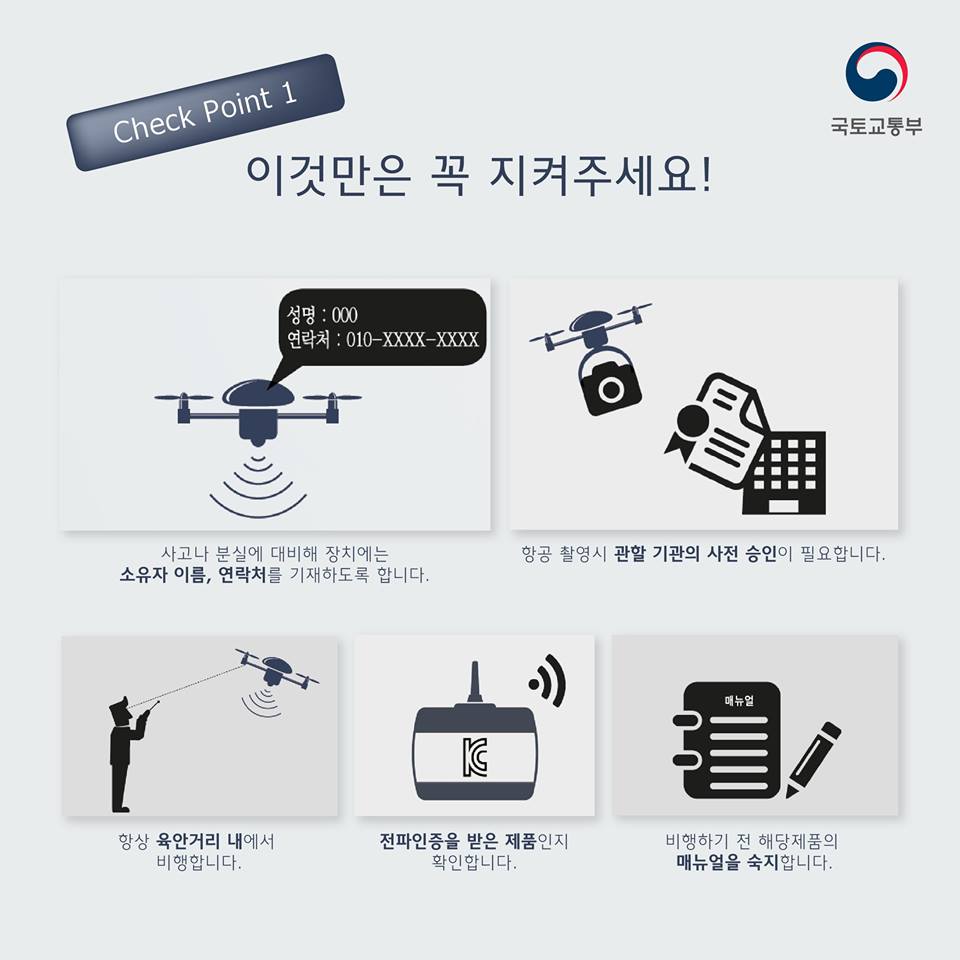 Check Point 1
국토교통부
이것만은 꼭 지켜주세요!
성명 : 000
연락처 : 010-XXXX-XXXX
사고나 분실에 대비해 장치에는
소유자 이름, 연락처를 기재하도록 합니다.
항공 촬영시 관할 기관의 사전 승인이 필요합니다.
항상 육안거리 내에서
비행합니다.
KC
전파인증을 받은 제품인지
확인합니다.
매뉴얼
비행하기 전 해당제품의
매뉴얼을 숙지합니다.